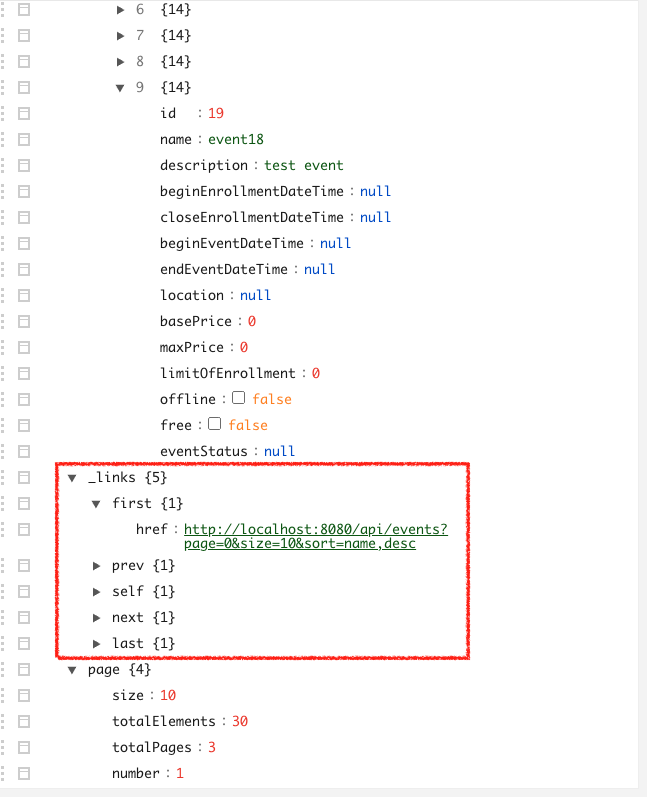 6 {14}
7 {14}
8 {14}
9 {14}
id : 19
name : event18
description : test event
beginEnrollmentDateTime : null
closeEnrollmentDateTime : null
beginEventDateTime : null
endEventDateTime : null
location : null
basePrice : 0
maxPrice : 0
limitOfEnrollment : 0
offline : false
free : false
eventStatus : null
_links {5}
first {1}
href : http://localhost:8080/api/events?
page=0&size=10&sort=name,desc
prev {1}
self {1}
next {1}
last {1}
page {4}
size : 10
totalElements : 30
totalPages : 3
number : 1